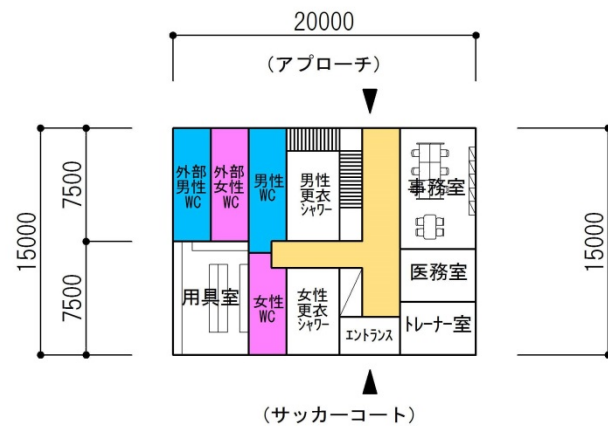 20000
(アプローチ)
15000
7500
7500
外部
男性
WC
外部
女性
WC
男性
WC
男性
更衣
シャワー
事務室
15000
用具室
女性
WC
女性
更衣
シャワー
医務室
エントランス
トレーナー室
(サッカーコート)